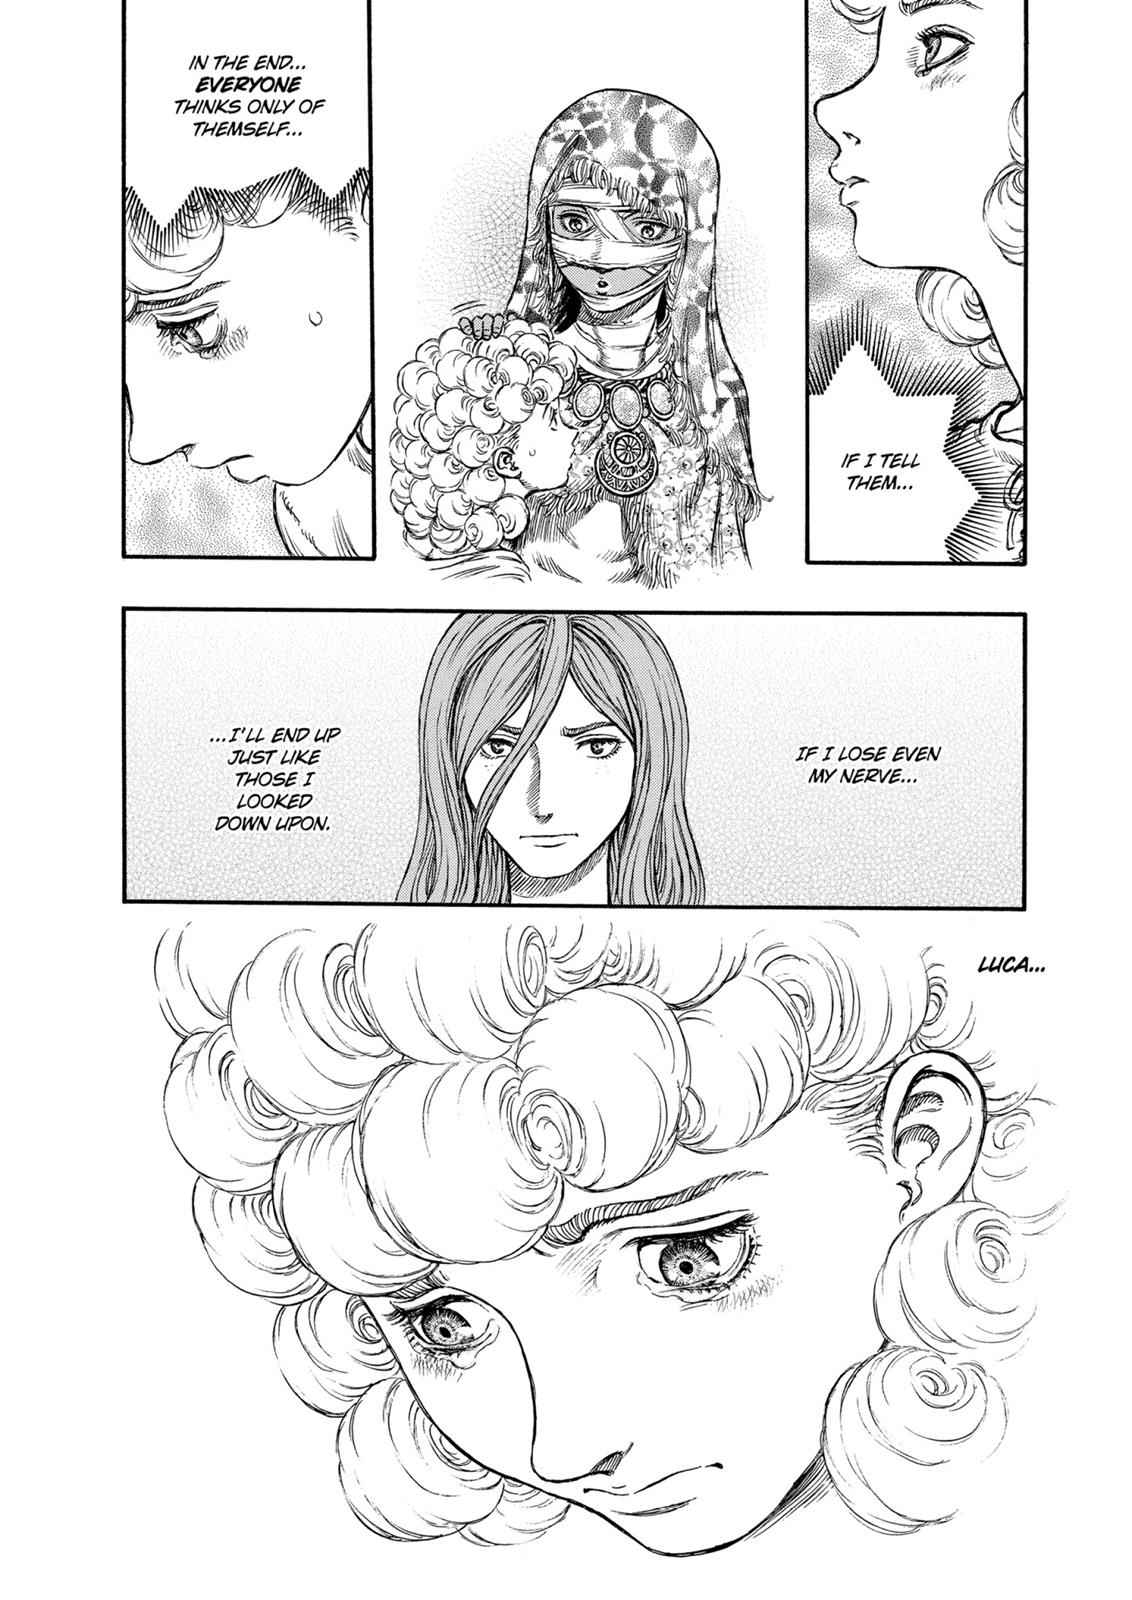 IF I TELL
THEM...
IN THE END...
EVERYONE
THINKS ONLY OF
THEMSELF...
IF I LOSE EVEN
MY NERVE...
...I'LL END UP
JUST LIKE
THOSE I
LOOKED
DOWN UPON.
LUCA...